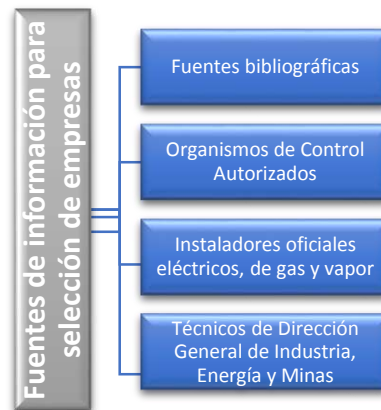 Fuentes de información para
selección de empresas
Fuentes bibliográficas
Organismos de Control
Autorizados
Instaladores oficiales
eléctricos, de gas y vapor
Técnicos de Dirección
General de Industria,
Energía y Minas